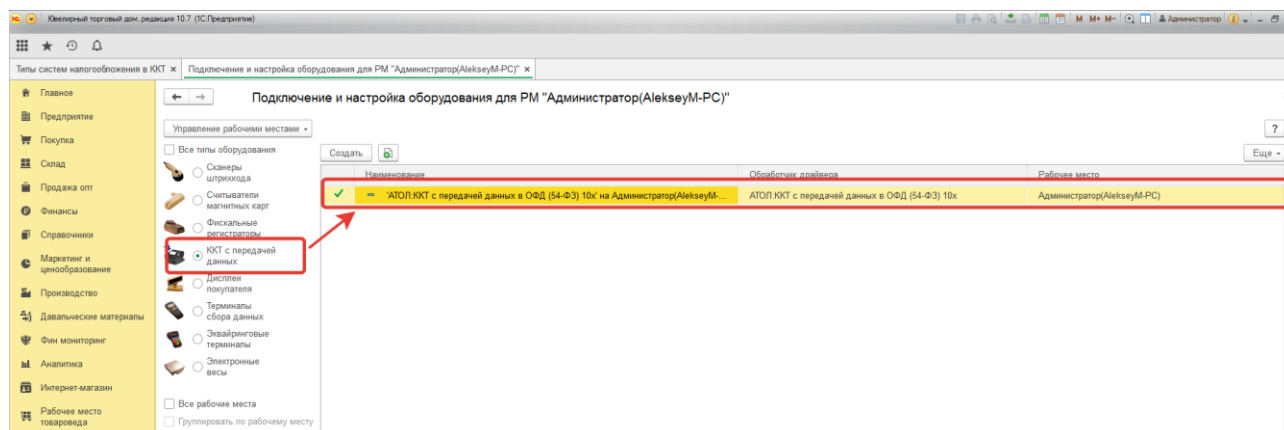 Ювелирный торговый дом, редакция 10.7 (1С:Предприятие)
M M+ M- Администратор
Типы систем налогообложения в ККТ × Подключение и настройка оборудования для РМ "Администратор(AlekseyM-PC)" ×
Главное
Предприятие
Покупка
Склад
Продажа опт
Финансы
Справочники
Маркетинг и
ценообразование
Производство
Давальческие материалы
Фин мониторинг
Аналитика
Интернет-магазин
Рабочее место
товароведа
Подключение и настройка оборудования для РМ "Администратор(AlekseyM-PC)"
Управление рабочими местами
?
Все типы оборудования
Сканеры
штрихкода
Считыватели
магнитных карт
Фискальные
регистраторы
ККТ с передачей
данных
Дисплеи
покупателя
Терминалы
сбора данных
Эквайринговые
терминалы
Электронные
весы
Все рабочие места
Группировать по рабочему месту
Создать
Еще
Наименование Обработчик драйвера Рабочее место
'АТОЛ:ККТ с передачей данных в ОФД (54-ФЗ) 10x' на Администратор(AlekseyM-... АТОЛ:ККТ с передачей данных в ОФД (54-ФЗ) 10x Администратор(AlekseyM-PC)